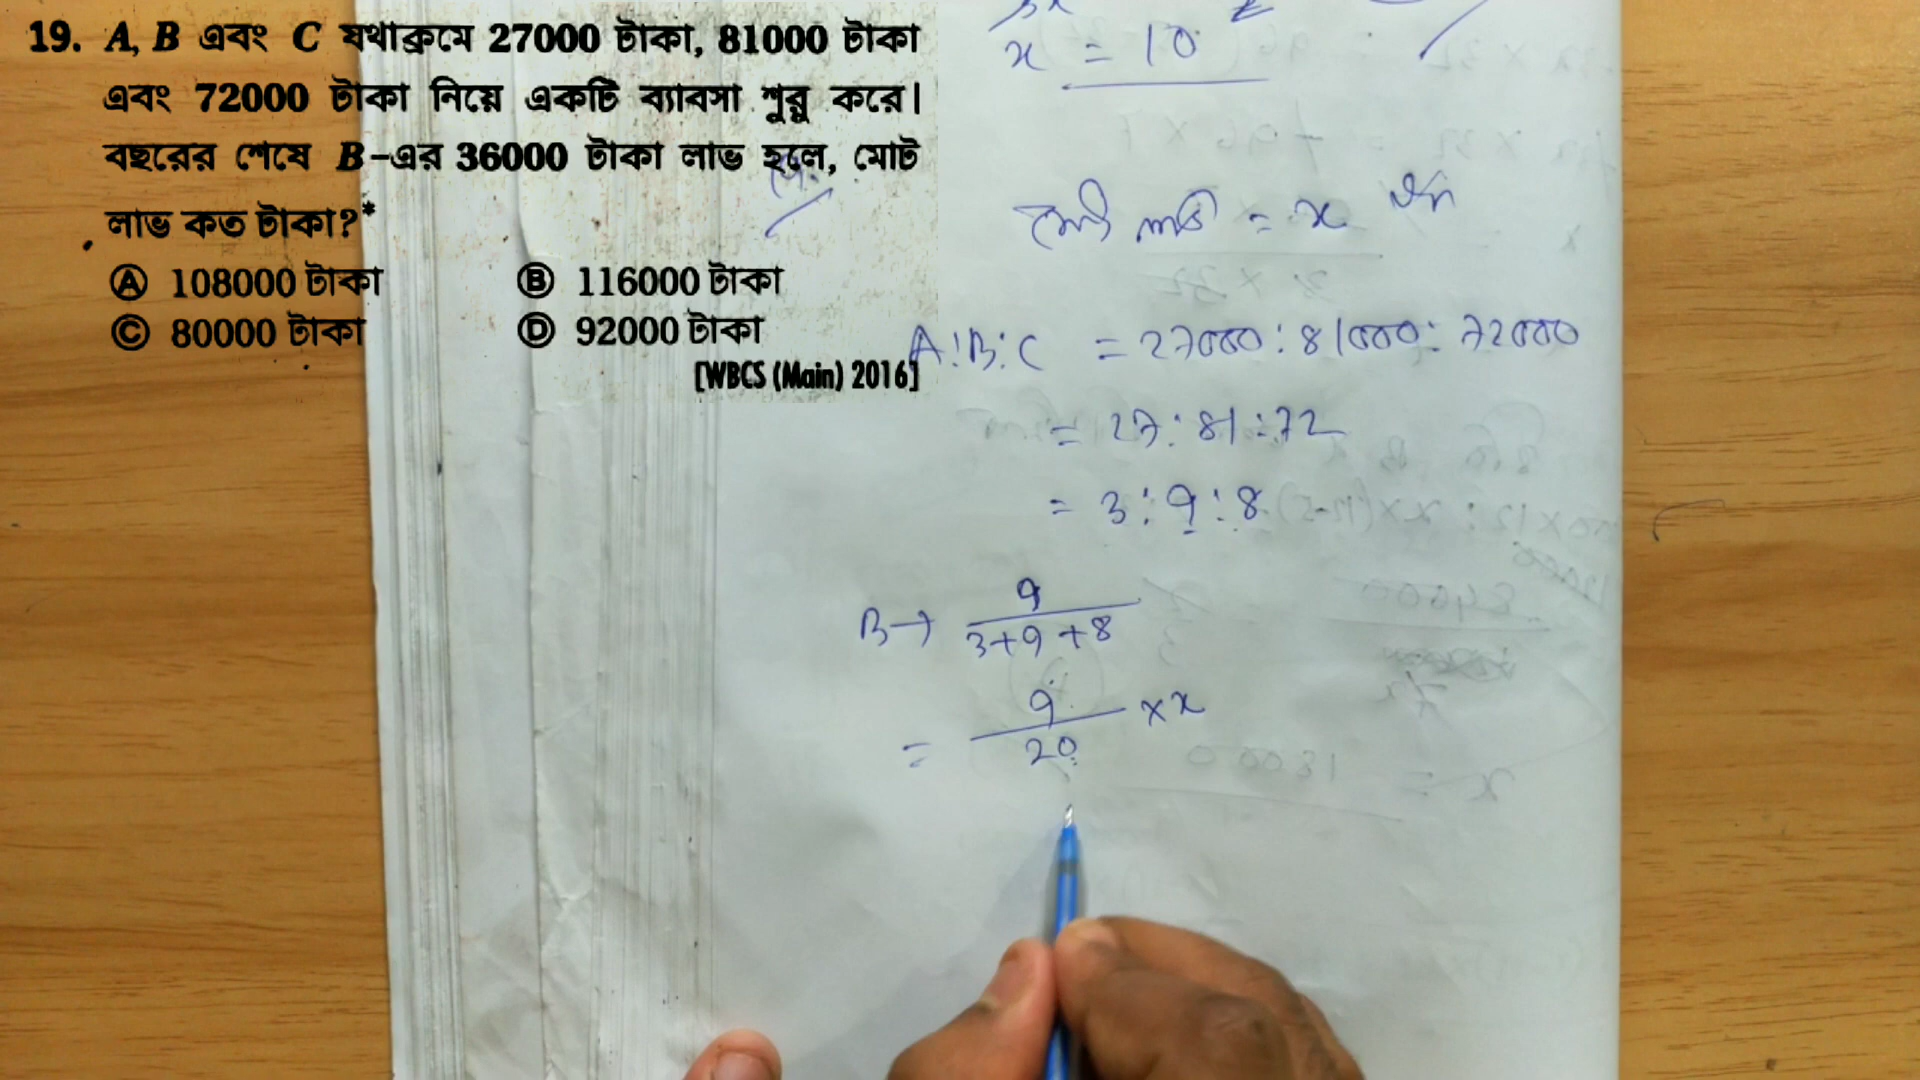 19. A, B এবং C যথাক্রমে 27000 টাকা, 81000 টাকা
এবং 72000 টাকা নিয়ে একটি ব্যাবসা শুরু করে।
বছরের শেষে B-এর 36000 টাকা লাভ হলে, মোট
লাভ কত টাকা?*
Ⓐ 108000 টাকা Ⓑ 116000 টাকা
Ⓒ 80000 টাকা Ⓓ 92000 টাকা
[WBCS (Main) 2016]
x = 10
মোট লাভ = x
A:B:C = 27000 : 81000 : 72000
= 27 : 81 : 72
= 3 : 9 : 8
B → 9
3+9+8
= 9 × x
20